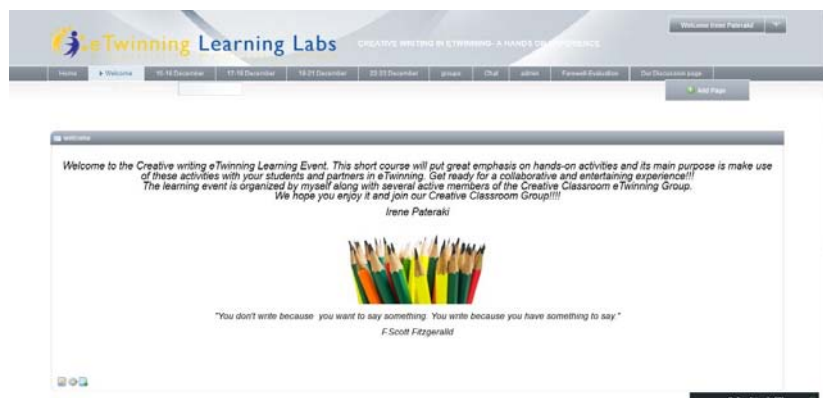 Welcome Irene Pateraki
eTwinning Learning Labs
CREATIVE WRITING IN ETWINNING- A HANDS ON EXPERIENCE
Home Welcome 15-16 December 17-18 December 19-21 December 22-23 December groups Chat admin Farewell-Evaluation Our Discussion page
Add Page
welcome
Welcome to the Creative writing eTwinning Learning Event. This short course will put great emphasis on hands-on activities and its main purpose is make use
of these activities with your students and partners in eTwinning. Get ready for a collaborative and entertaining experience!!!
The learning event is organized by myself along with several active members of the Creative Classroom eTwinning Group.
We hope you enjoy it and join our Creative Classroom Group!!!!
Irene Pateraki
"You don't write because you want to say something. You write because you have something to say."
F.Scott Fitzgerald